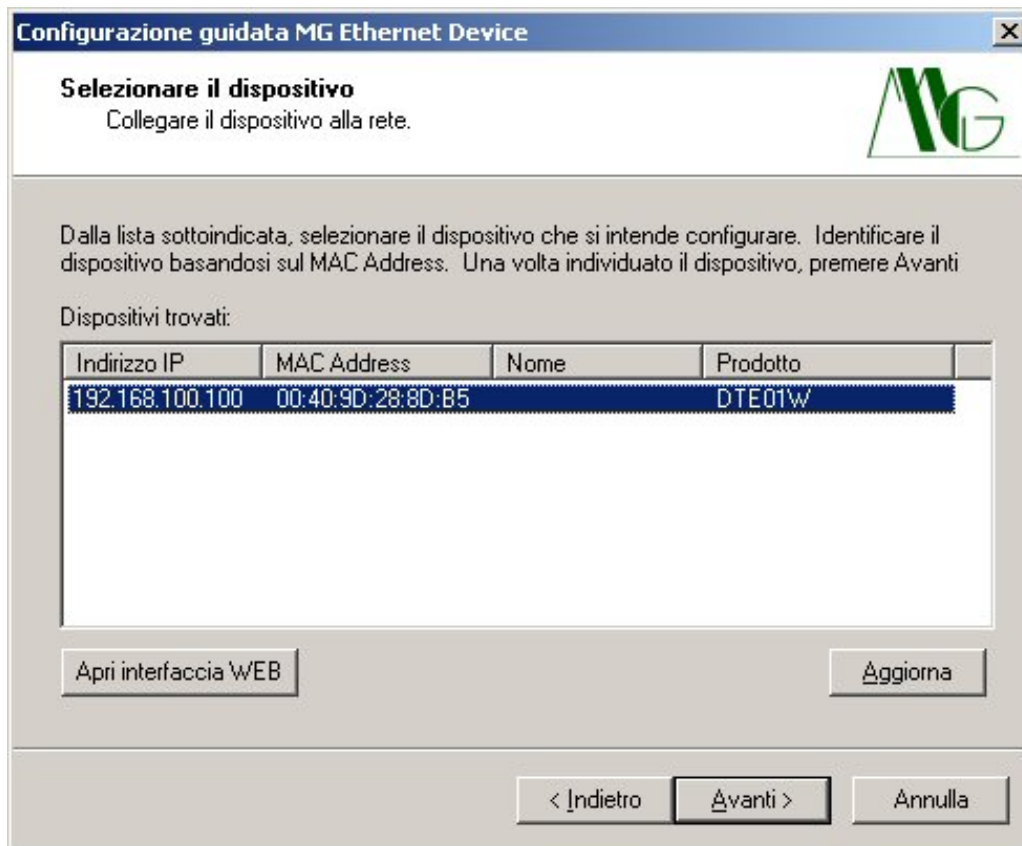 Configurazione guidata MG Ethernet Device
Selezionare il dispositivo
Collegare il dispositivo alla rete.
MG
Dalla lista sottoindicata, selezionare il dispositivo che si intende configurare.  Identificare il
dispositivo basandosi sul MAC Address.  Una volta individuato il dispositivo, premere Avanti
Dispositivi trovati:
Indirizzo IP MAC Address Nome Prodotto
192.168.100.100 00:40:9D:28:8D:B5 DTE01W
Apri interfaccia WEB Aggiorna
< Indietro Avanti > Annulla